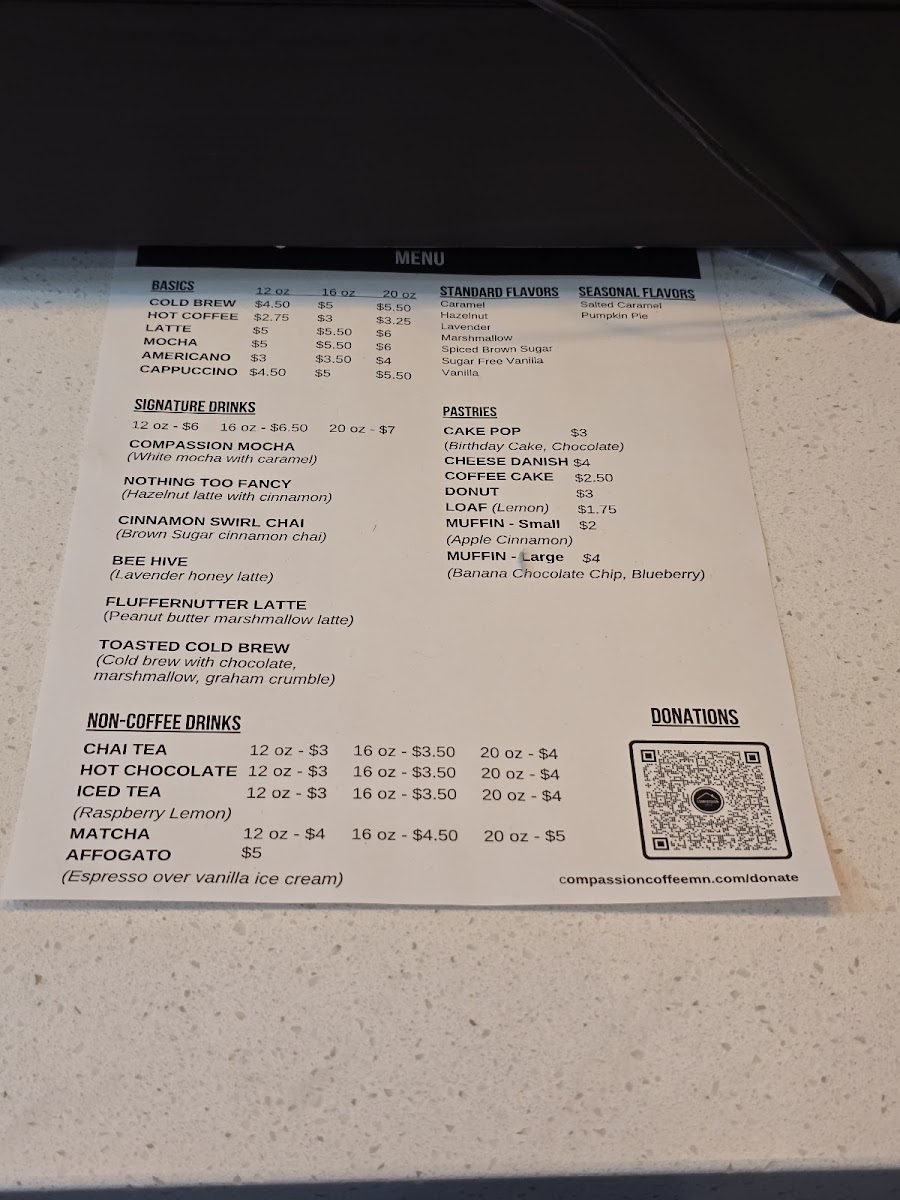 MENU
BASICS 12 oz 16 oz 20 oz
COLD BREW $4.50 $5 $5.50
HOT COFFEE $2.75 $3 $3.25
LATTE $5 $5.50 $6
MOCHA $5 $5.50 $6
AMERICANO $3 $3.50 $4
CAPPUCCINO $4.50 $5 $5.50
STANDARD FLAVORS
Caramel
Hazelnut
Lavender
Marshmallow
Spiced Brown Sugar
Sugar Free Vanilla
Vanilla
SEASONAL FLAVORS
Salted Caramel
Pumpkin Pie
SIGNATURE DRINKS
12 oz - $6 16 oz - $6.50 20 oz - $7
COMPASSION MOCHA
(White mocha with caramel)
NOTHING TOO FANCY
(Hazelnut latte with cinnamon)
CINNAMON SWIRL CHAI
(Brown Sugar cinnamon chai)
BEE HIVE
(Lavender honey latte)
FLUFFERNUTTER LATTE
(Peanut butter marshmallow latte)
TOASTED COLD BREW
(Cold brew with chocolate,
marshmallow, graham crumble)
PASTRIES
CAKE POP $3
(Birthday Cake, Chocolate)
CHEESE DANISH $4
COFFEE CAKE $2.50
DONUT $3
LOAF (Lemon) $1.75
MUFFIN - Small $2
(Apple Cinnamon)
MUFFIN - Large $4
(Banana Chocolate Chip, Blueberry)
NON-COFFEE DRINKS
CHAI TEA 12 oz - $3 16 oz - $3.50 20 oz - $4
HOT CHOCOLATE 12 oz - $3 16 oz - $3.50 20 oz - $4
ICED TEA 12 oz - $3 16 oz - $3.50 20 oz - $4
(Raspberry Lemon)
MATCHA 12 oz - $4 16 oz - $4.50 20 oz - $5
AFFOGATO $5
(Espresso over vanilla ice cream)
DONATIONS
compassioncoffeemn.com/donate